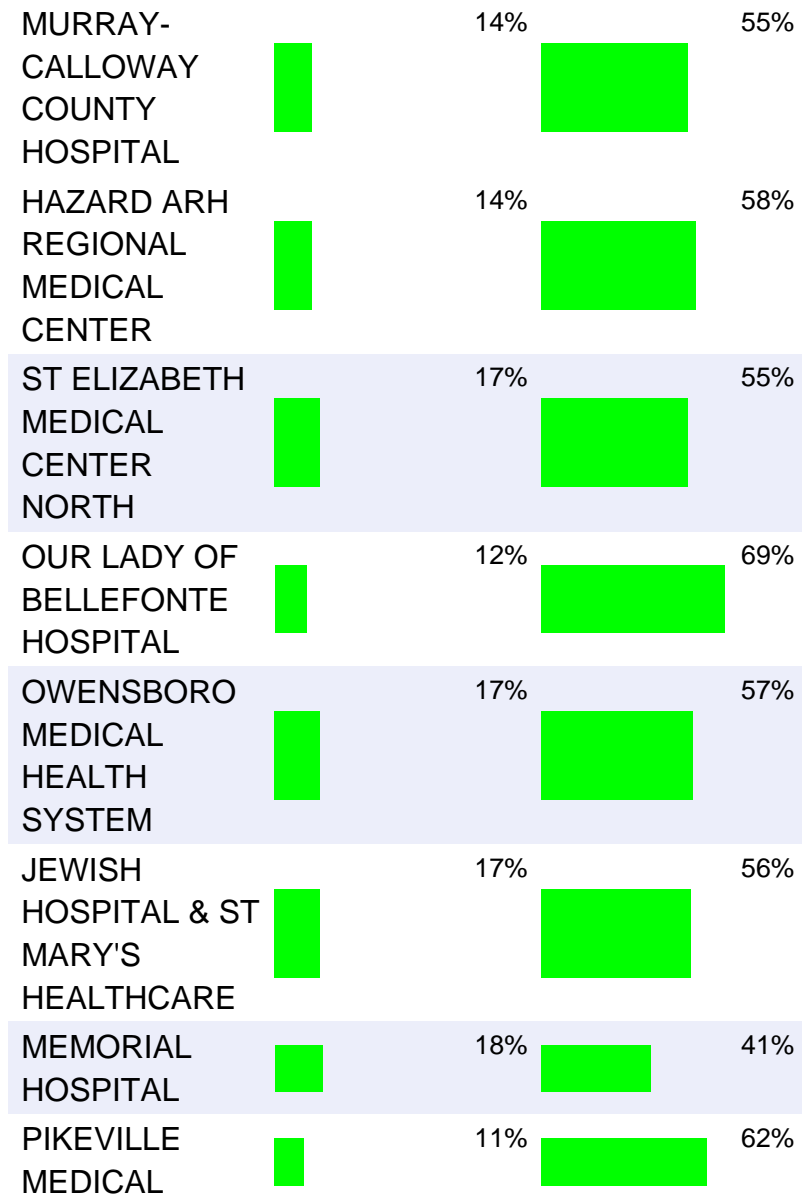 MURRAY- 14% 55%
CALLOWAY
COUNTY
HOSPITAL
HAZARD ARH 14% 58%
REGIONAL
MEDICAL
CENTER
ST ELIZABETH 17% 55%
MEDICAL
CENTER
NORTH
OUR LADY OF 12% 69%
BELLEFONTE
HOSPITAL
OWENSBORO 17% 57%
MEDICAL
HEALTH
SYSTEM
JEWISH 17% 56%
HOSPITAL & ST
MARY'S
HEALTHCARE
MEMORIAL 18% 41%
HOSPITAL
PIKEVILLE 11% 62%
MEDICAL